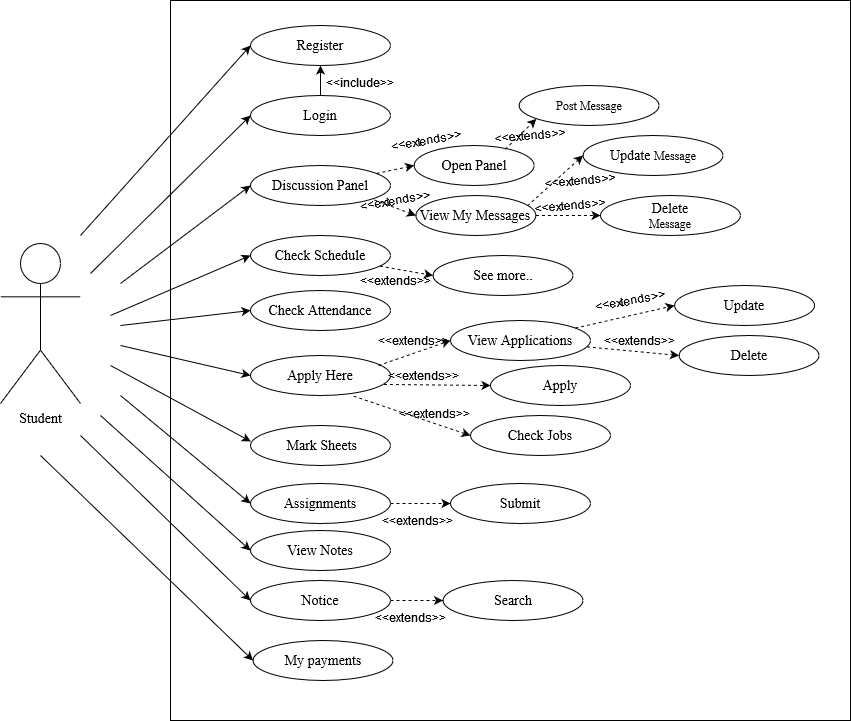 Register
<<include>>
Login
Post Message
<<extends>>
<<extends>>
Open Panel
Update Message
Discussion Panel
<<extends>>
<<extends>>
<<extends>>
View My Messages
Delete
Message
Check Schedule
<<extends>>
See more..
Check Attendance
<<extends>>
Update
<<extends>>
View Applications
<<extends>>
Delete
Apply Here
<<extends>>
Apply
<<extends>>
Check Jobs
Student
Mark Sheets
Assignments
<<extends>>
Submit
View Notes
Notice
<<extends>>
Search
My payments